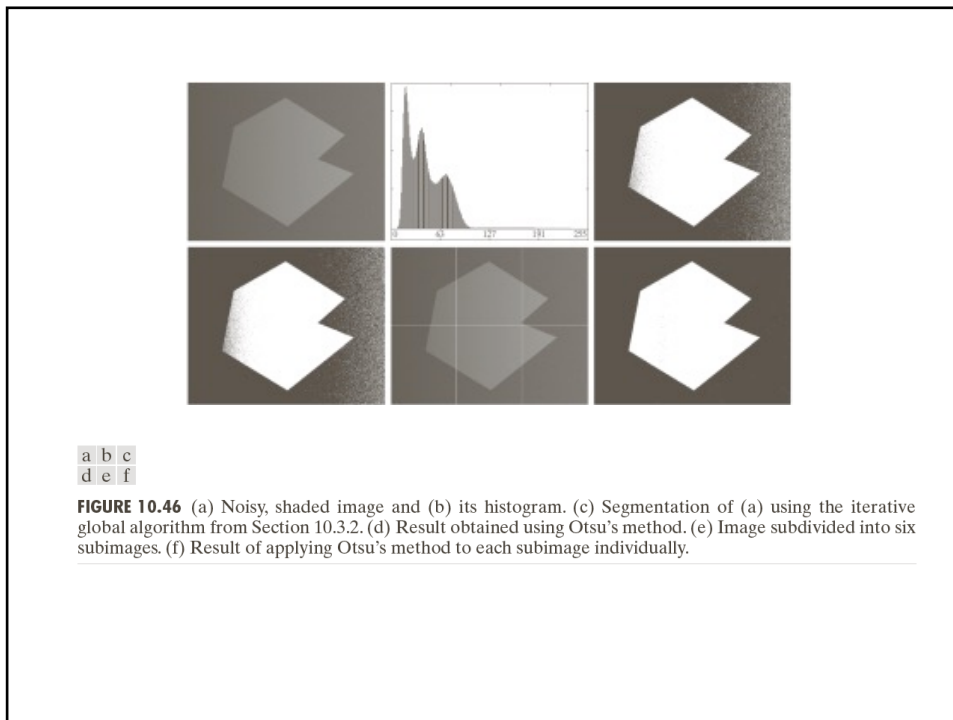 0 63 127 191 255
a b c
d e f
FIGURE 10.46 (a) Noisy, shaded image and (b) its histogram. (c) Segmentation of (a) using the iterative
global algorithm from Section 10.3.2. (d) Result obtained using Otsu’s method. (e) Image subdivided into six
subimages. (f) Result of applying Otsu’s method to each subimage individually.